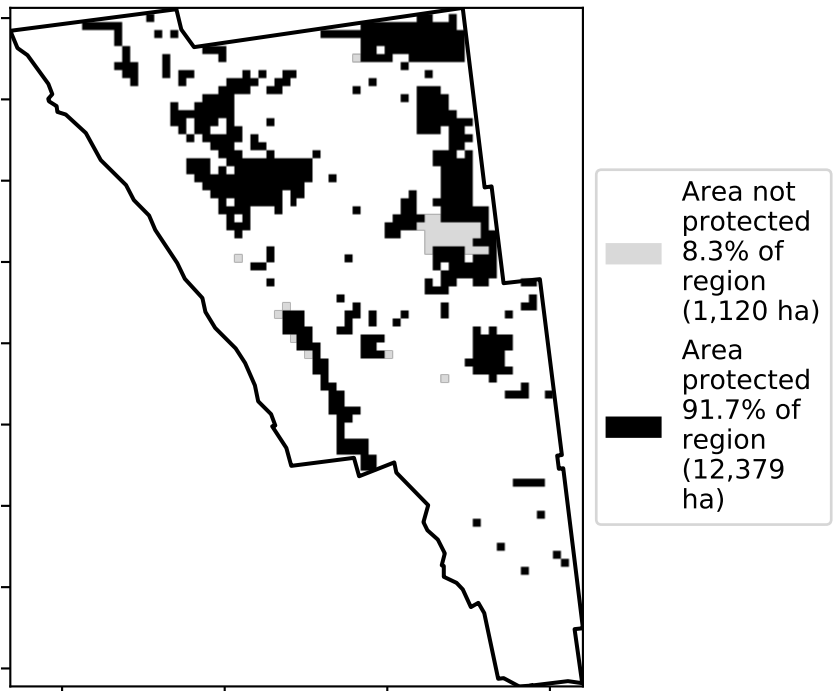 Area not
protected
8.3% of
region
(1,120 ha)
Area
protected
91.7% of
region
(12,379
ha)